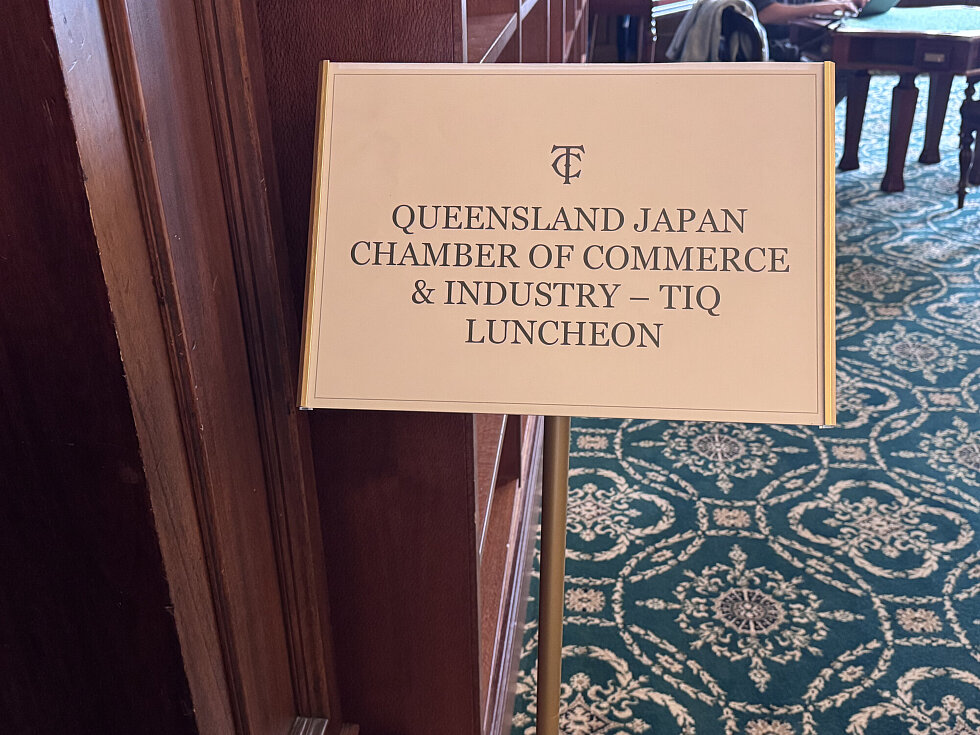 TC
QUEENSLAND JAPAN
CHAMBER OF COMMERCE
& INDUSTRY – TIQ
LUNCHEON